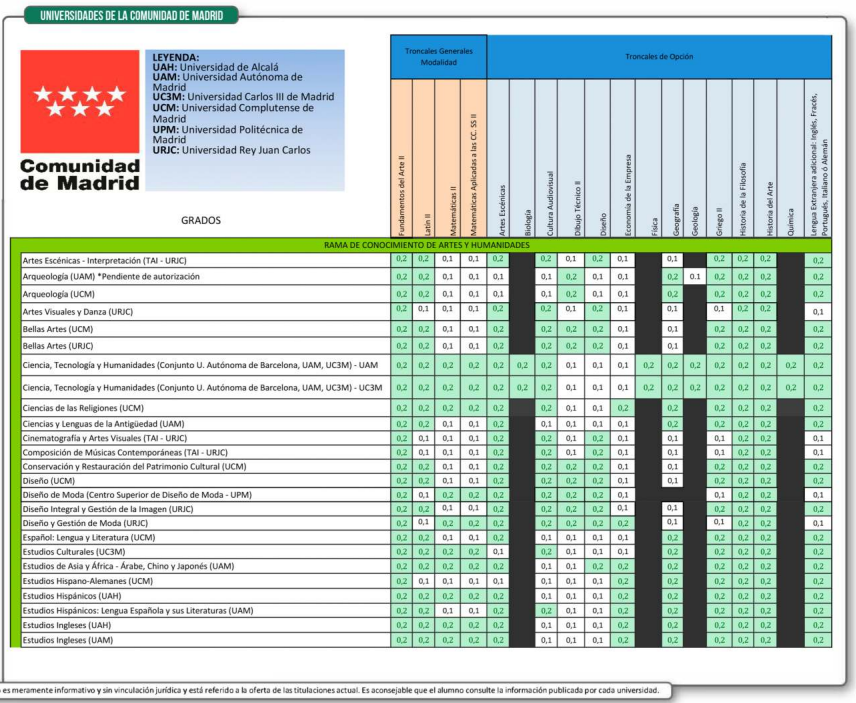 UNIVERSIDADES DE LA COMUNIDAD DE MADRID
Comunidad
de Madrid
LEYENDA:
UAH: Universidad de Alcalá
UAM: Universidad Autónoma de
Madrid
UC3M: Universidad Carlos III de Madrid
UCM: Universidad Complutense de
Madrid
UPM: Universidad Politécnica de
Madrid
URJC: Universidad Rey Juan Carlos
GRADOS
Troncales Generales
Modalidad
Troncales de Opción
Fundamentos del Arte II
Latín II
Matemáticas II
Matemáticas Aplicadas a las CC. SS II
Artes Escénicas
Biología
Cultura Audiovisual
Dibujo Técnico II
Diseño
Economía de la Empresa
Física
Geografía
Geología
Griego II
Historia de la Filosofía
Historia del Arte
Química
Lengua Extranjera adicional: Inglés, Fracés,
Portugués, Italiano ó Alemán
RAMA DE CONOCIMIENTO DE ARTES Y HUMANIDADES
Artes Escénicas - Interpretación (TAI - URJC) 0,2 0,2 0,1 0,1 0,2 0,2 0,1 0,2 0,1 0,1 0,2 0,2 0,2 0,2
Arqueología (UAM) *Pendiente de autorización 0,2 0,2 0,1 0,1 0,1 0,1 0,2 0,1 0,1 0,2 0.1 0,2 0,2 0,2 0,2
Arqueología (UCM) 0,2 0,2 0,1 0,1 0,1 0,1 0,2 0,1 0,1 0,2 0,2 0,2 0,2 0,2
Artes Visuales y Danza (URJC) 0,2 0,1 0,1 0,1 0,2 0,2 0,2 0,1 0,1 0,1 0,1 0,2 0,2 0,1
Bellas Artes (UCM) 0,2 0,2 0,1 0,1 0,2 0,2 0,2 0,2 0,1 0,1 0,2 0,2 0,2 0,2
Bellas Artes (URJC) 0,2 0,2 0,1 0,1 0,2 0,2 0,2 0,2 0,1 0,1 0,2 0,2 0,2 0,2
Ciencia, Tecnología y Humanidades (Conjunto U. Autónoma de Barcelona, UAM, UC3M) - UAM 0,2 0,2 0,2 0,2 0,2 0,2 0,2 0,1 0,1 0,1 0,2 0,2 0,2 0,2 0,2 0,2 0,2 0,2
Ciencia, Tecnología y Humanidades (Conjunto U. Autónoma de Barcelona, UAM, UC3M) - UC3M 0,2 0,2 0,2 0,2 0,2 0,2 0,2 0,1 0,1 0,1 0,2 0,2 0,2 0,2 0,2 0,2 0,2 0,2
Ciencias de las Religiones (UCM) 0,2 0,2 0,2 0,2 0,2 0,2 0,1 0,1 0,2 0,2 0,2 0,2 0,2 0,2
Ciencias y Lenguas de la Antigüedad (UAM) 0,2 0,2 0,1 0,1 0,2 0,2 0,1 0,1 0,1 0,2 0,2 0,2 0,2 0,2
Cinematografía y Artes Visuales (TAI - URJC) 0,2 0,1 0,1 0,1 0,2 0,2 0,1 0,2 0,1 0,1 0,1 0,2 0,2 0,1
Composición de Músicas Contemporáneas (TAI - URJC) 0,2 0,1 0,1 0,1 0,2 0,2 0,1 0,2 0,1 0,1 0,1 0,2 0,2 0,1
Conservación y Restauración del Patrimonio Cultural (UCM) 0,2 0,2 0,1 0,1 0,2 0,2 0,2 0,2 0,1 0,1 0,2 0,2 0,2 0,2
Diseño (UCM) 0,2 0,2 0,1 0,1 0,2 0,2 0,2 0,2 0,1 0,1 0,2 0,2 0,2 0,2
Diseño de Moda (Centro Superior de Diseño de Moda - UPM) 0,2 0,1 0,2 0,2 0,2 0,2 0,2 0,2 0,1 0,1 0,2 0,2 0,1
Diseño Integral y Gestión de la Imagen (URJC) 0,2 0,2 0,1 0,1 0,2 0,2 0,2 0,2 0,1 0,1 0,2 0,2 0,2 0,2
Diseño y Gestión de Moda (URJC) 0,2 0,1 0,2 0,2 0,2 0,2 0,2 0,2 0,2 0,1 0,1 0,2 0,2 0,1
Español: Lengua y Literatura (UCM) 0,2 0,2 0,1 0,1 0,2 0,1 0,1 0,1 0,1 0,2 0,2 0,2 0,2 0,2
Estudios Culturales (UC3M) 0,2 0,2 0,2 0,2 0,1 0,2 0,1 0,1 0,1 0,2 0,2 0,2 0,2 0,2
Estudios de Asia y África - Árabe, Chino y Japonés (UAM) 0,2 0,2 0,2 0,2 0,2 0,1 0,1 0,2 0,2 0,2 0,2 0,2 0,2 0,2
Estudios Hispano-Alemanes (UCM) 0,2 0,1 0,1 0,1 0,1 0,1 0,1 0,1 0,2 0,2 0,2 0,2 0,2 0,2
Estudios Hispánicos (UAH) 0,2 0,2 0,2 0,2 0,2 0,1 0,1 0,1 0,2 0,2 0,2 0,2 0,2 0,2
Estudios Hispánicos: Lengua Española y sus Literaturas (UAM) 0,2 0,2 0,1 0,1 0,2 0,2 0,1 0,1 0,2 0,2 0,2 0,2 0,2 0,2
Estudios Ingleses (UAH) 0,2 0,2 0,2 0,2 0,2 0,1 0,1 0,1 0,2 0,2 0,2 0,2 0,2 0,2
Estudios Ingleses (UAM) 0,2 0,2 0,2 0,2 0,2 0,1 0,1 0,1 0,2 0,2 0,2 0,2 0,2 0,2
es meramente informativo y sin vinculación jurídica y está referido a la oferta de las titulaciones actual. Es aconsejable que el alumno consulte la información publicada por cada universidad.